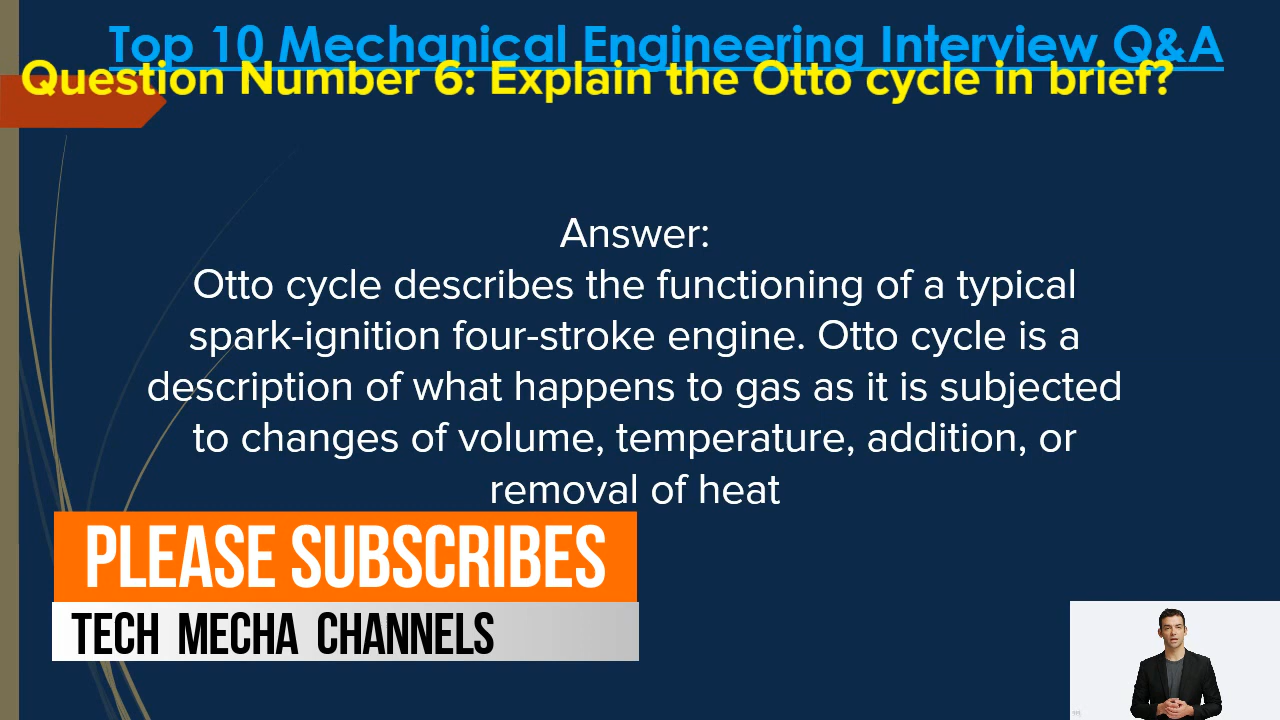 Top 10 Mechanical Engineering Interview Q&A
Question Number 6: Explain the Otto cycle in brief?
Answer:
Otto cycle describes the functioning of a typical
spark-ignition four-stroke engine. Otto cycle is a
description of what happens to gas as it is subjected
to changes of volume, temperature, addition, or
removal of heat
PLEASE SUBSCRIBES
TECH MECHA CHANNELS